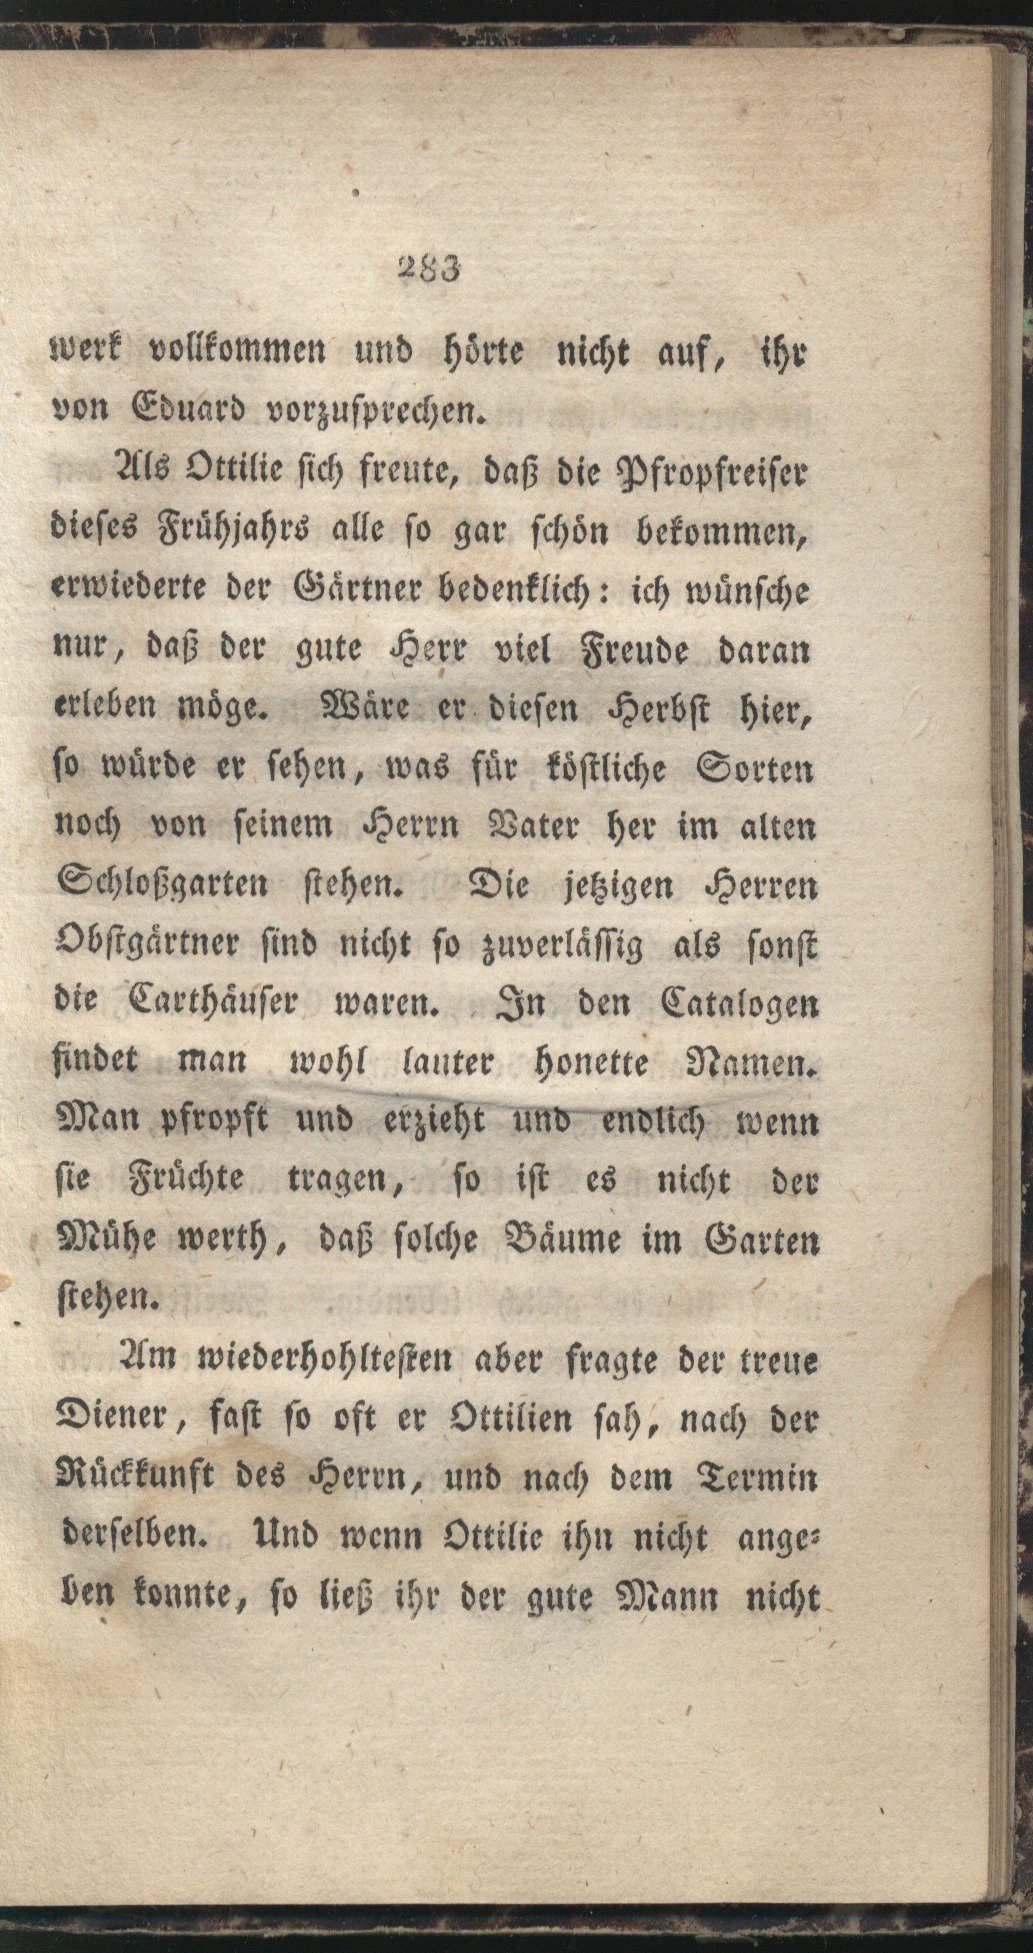 283
werk vollkommen und hörte nicht auf, ihr
von Eduard vorzusprechen.
Als Ottilie sich freute, daß die Pfropfreiser
dieses Frühjahrs alle so gar schön bekommen,
erwiederte der Gärtner bedenklich: ich wünsche
nur, daß der gute Herr viel Freude daran
erleben möge. Wäre er diesen Herbst hier,
so würde er sehen, was für köstliche Sorten
noch von seinem Herrn Vater her im alten
Schloßgarten stehen. Die jetzigen Herren
Obstgärtner sind nicht so zuverlässig als sonst
die Carthäuser waren. In den Catalogen
findet man wohl lauter honette Namen.
Man pfropft und erzieht und endlich wenn
sie Früchte tragen, so ist es nicht der
Mühe werth, daß solche Bäume im Garten
stehen.
Am wiederhohltesten aber fragte der treue
Diener, fast so oft er Ottilien sah, nach der
Rückkunft des Herrn, und nach dem Termin
derselben. Und wenn Ottilie ihn nicht ange-
ben konnte, so ließ ihr der gute Mann nicht